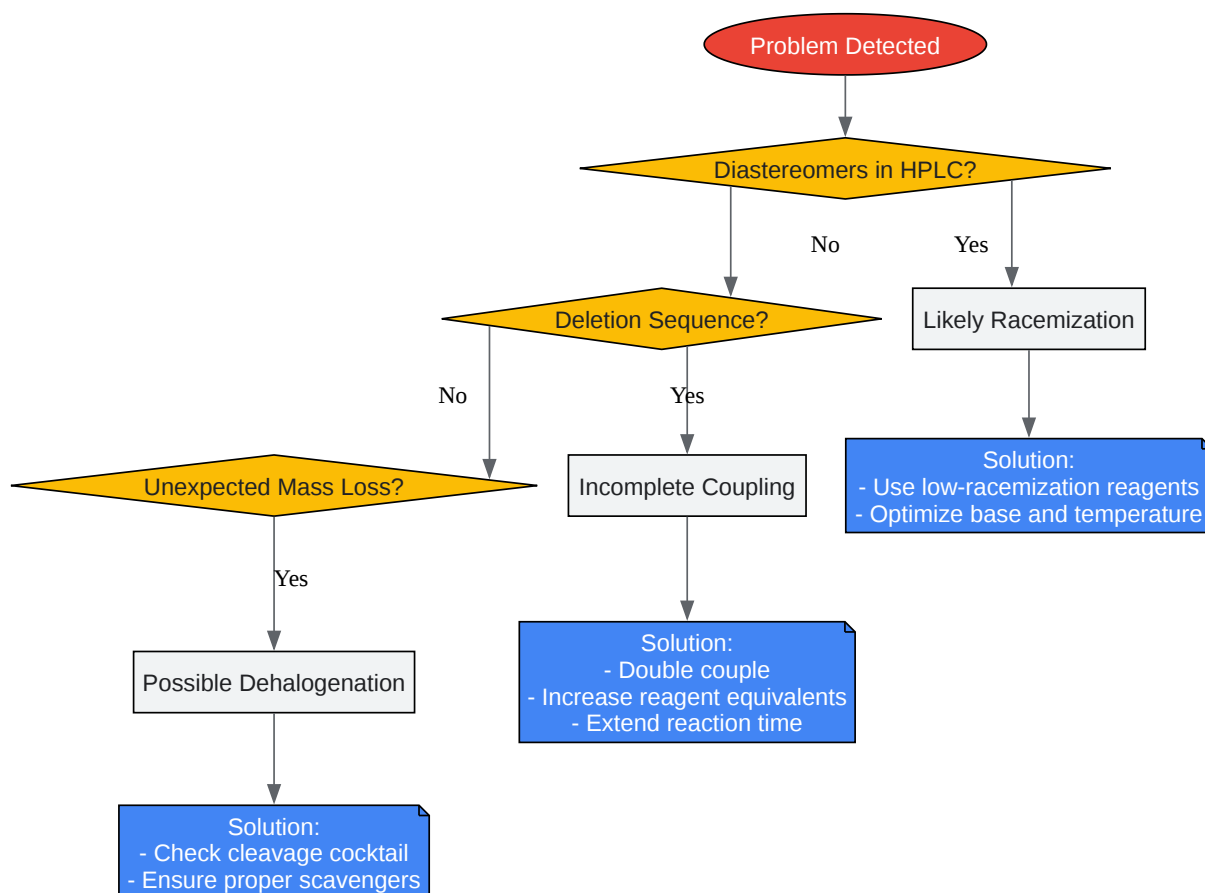 Problem Detected
Diastereomers in HPLC?
No
Yes
Deletion Sequence?
Likely Racemization
No
Yes
Solution:
- Use low-racemization reagents
- Optimize base and temperature
Unexpected Mass Loss?
Incomplete Coupling
Yes
Solution:
- Double couple
- Increase reagent equivalents
- Extend reaction time
Possible Dehalogenation
Solution:
- Check cleavage cocktail
- Ensure proper scavengers